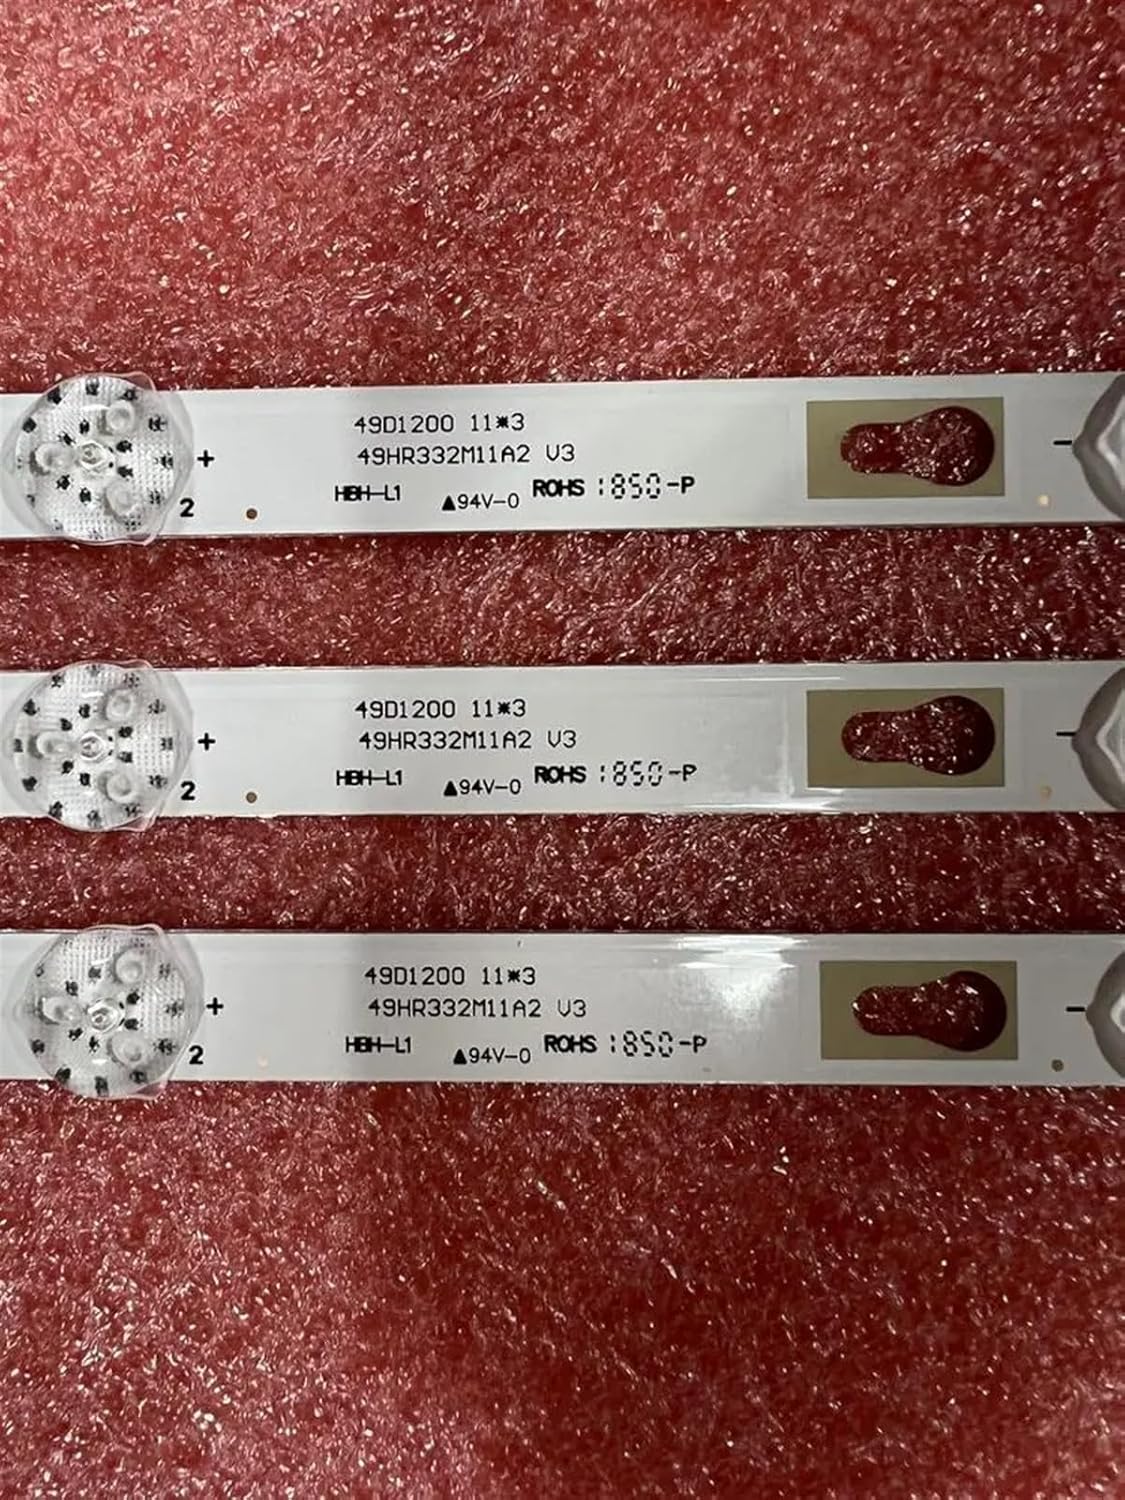 49D1200 11*3
49HR332M11A2 V3
+ HBH-L1 ▲94V-0 ROHS 1850-P -
2
49D1200 11*3
49HR332M11A2 V3
+ HBH-L1 ▲94V-0 ROHS 1850-P -
2
49D1200 11*3
49HR332M11A2 V3
+ HBH-L1 ▲94V-0 ROHS 1850-P -
2